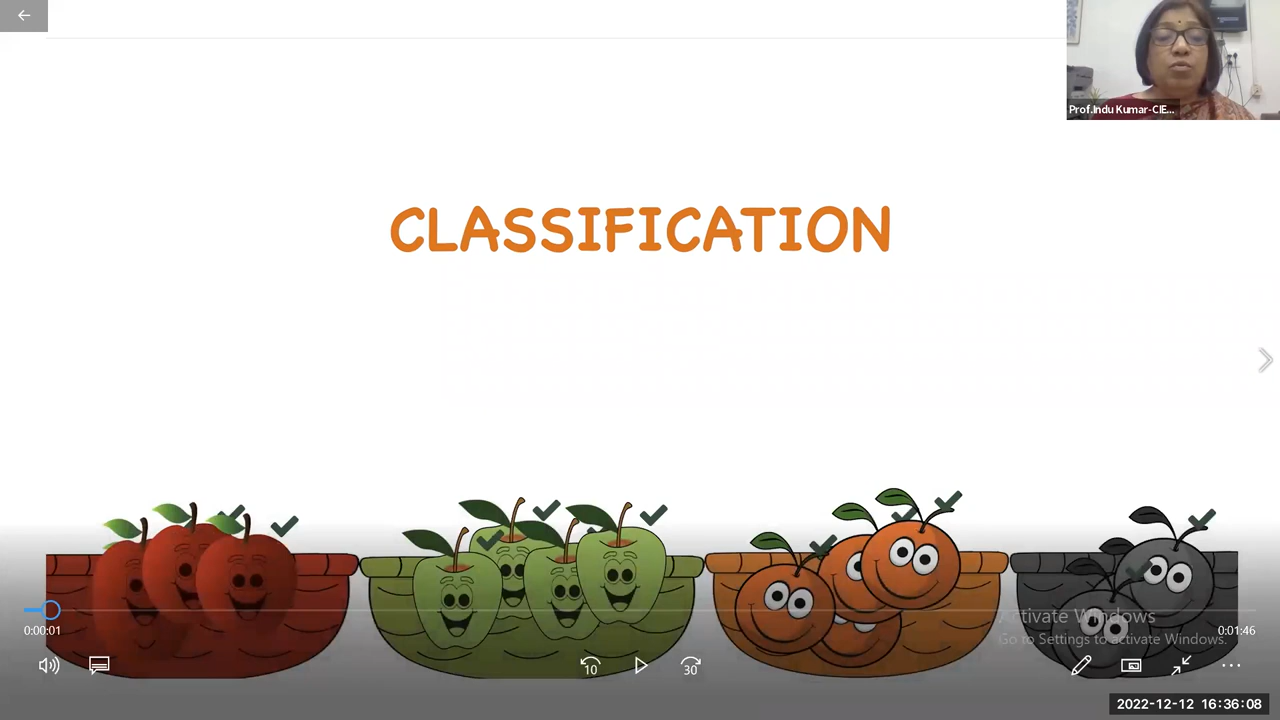 Prof.Indu Kumar-CIE...
CLASSIFICATION
Activate Windows
Go to Settings to activate Windows.
0:00:01
0:01:46
10
30
2022-12-12 16:36:08